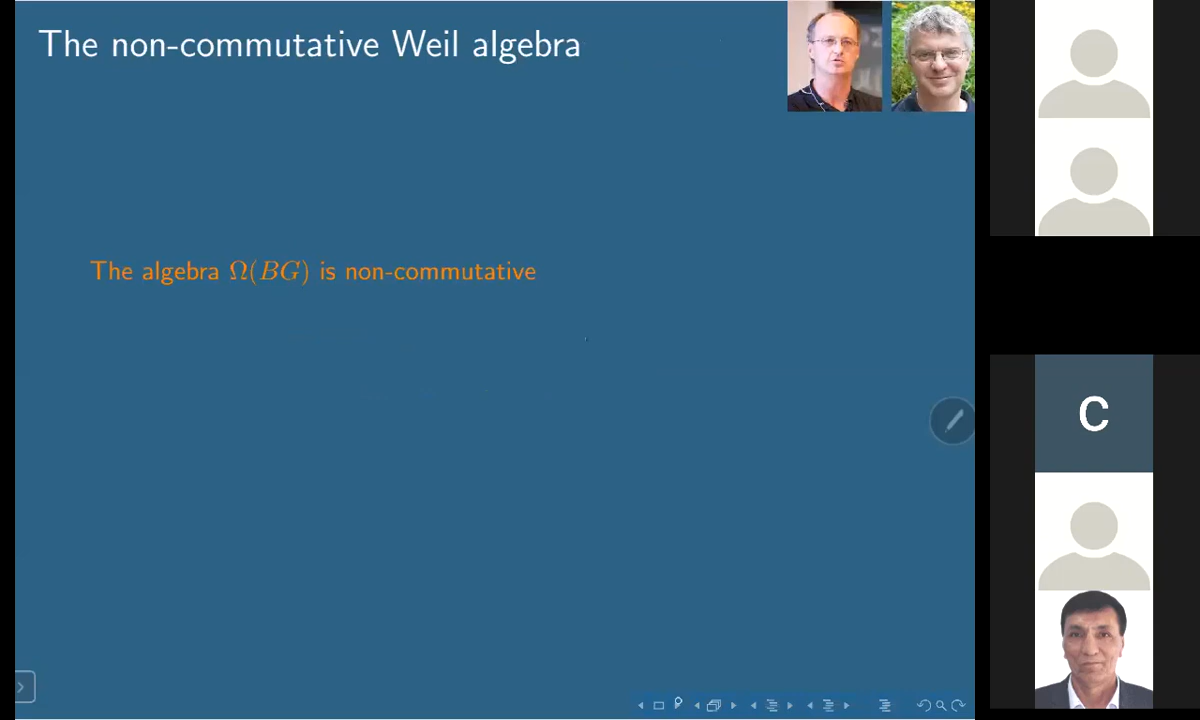 The non-commutative Weil algebra
The algebra Ω(BG) is non-commutative
C